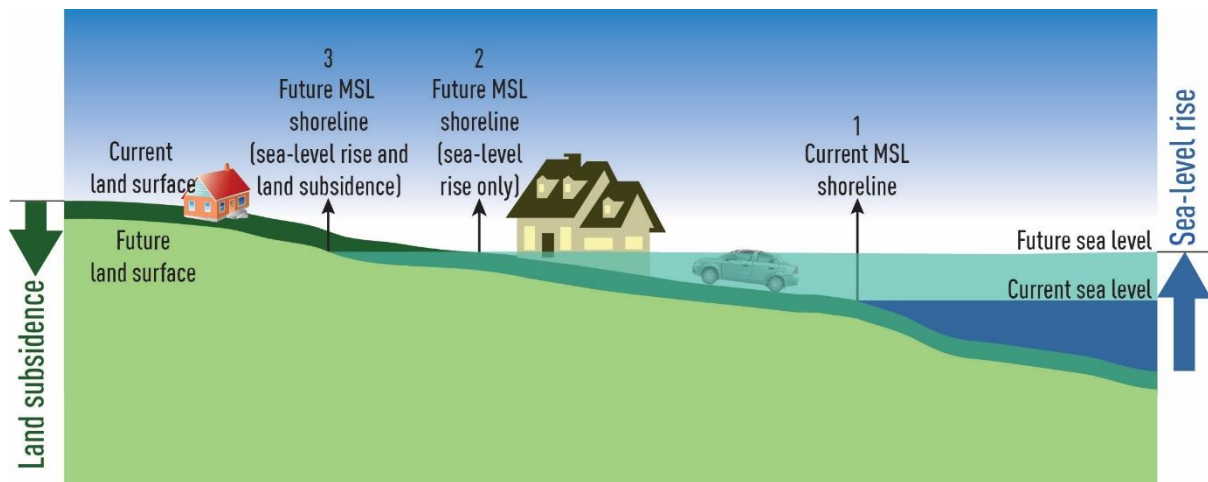 3
Future MSL
shoreline
(sea-level rise and
land subsidence)
2
Future MSL
shoreline
(sea-level
rise only)
1
Current MSL
shoreline
Current
land surface
Future
land surface
Future sea level
Current sea level
Land subsidence
Sea-level rise